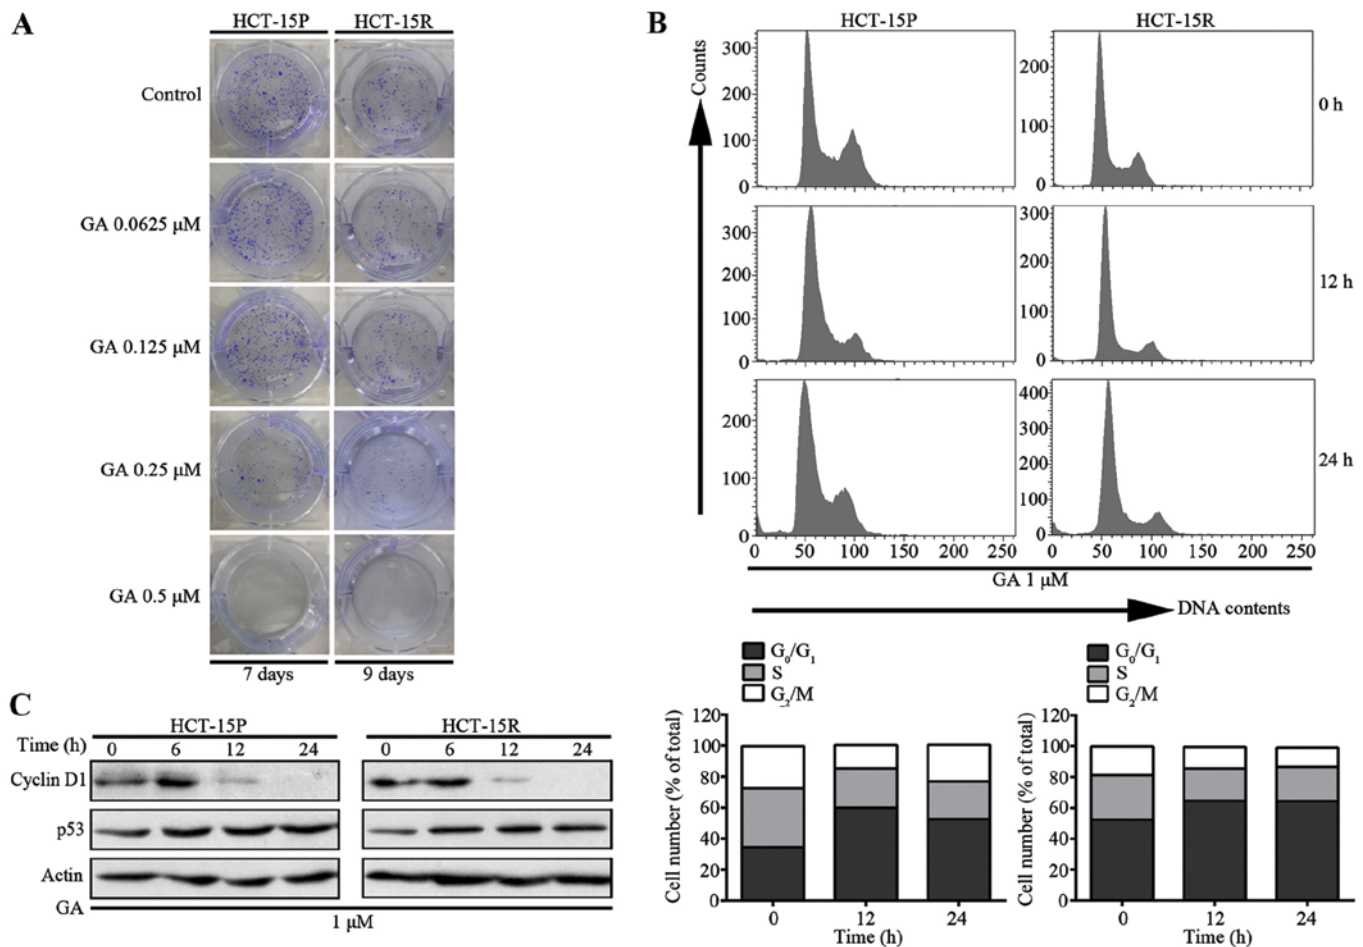 A
HCT-15P HCT-15R
Control
GA 0.0625 μM
GA 0.125 μM
GA 0.25 μM
GA 0.5 μM
7 days 9 days
B
HCT-15P HCT-15R
Counts
300
200
100
0
200
100
0
0 h
300
200
100
0
300
200
100
0
12 h
200
100
0
400
300
200
100
0
24 h
0 50 100 150 200 250
0 50 100 150 200 250
GA 1 μM
DNA contents
G0/G1
S
G2/M
G0/G1
S
G2/M
Cell number (% of total)
120
100
80
60
40
20
0
0 12 24
Time (h)
Cell number (% of total)
120
100
80
60
40
20
0
0 12 24
Time (h)
C
HCT-15P HCT-15R
Time (h) 0 6 12 24 0 6 12 24
Cyclin D1
p53
Actin
GA
1 μM